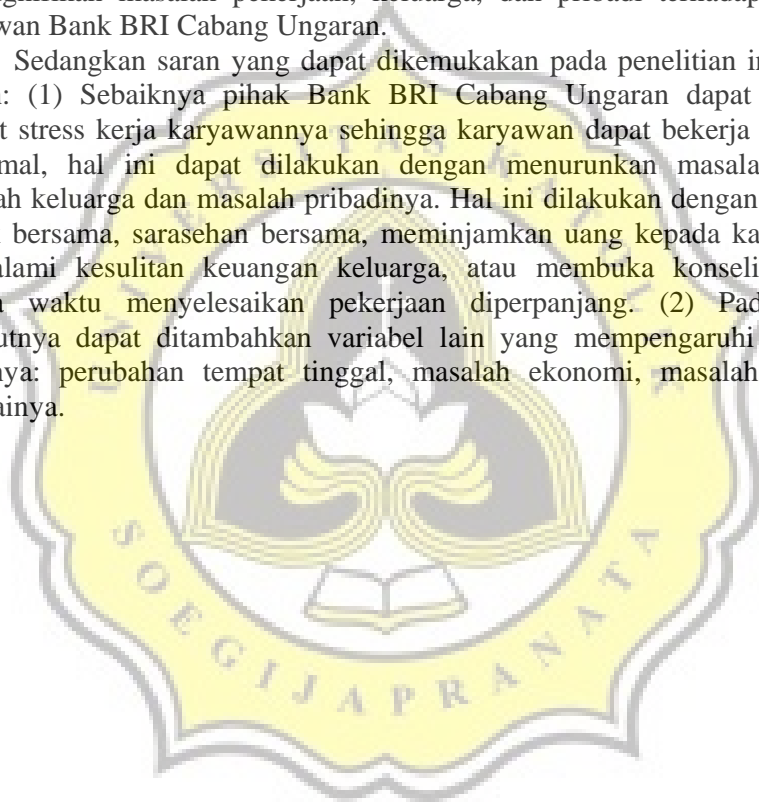 masalah pekerjaan, keluarga, dan pribadi terhadap
wan Bank BRI Cabang Ungaran.
Sedangkan saran yang dapat dikemukakan pada penelitian in
n: (1) Sebaiknya pihak Bank BRI Cabang Ungaran dapat
t stress kerja karyawannya sehingga karyawan dapat bekerja
mal, hal ini dapat dilakukan dengan menurunkan masala
ah keluarga dan masalah pribadinya. Hal ini dilakukan dengan
bersama, sarasehan bersama, meminjamkan uang kepada ka
alami kesulitan keuangan keluarga, atau membuka konseli
waktu menyelesaikan pekerjaan diperpanjang. (2) Pad
utnya dapat ditambahkan variabel lain yang mempengaruhi
nya: perubahan tempat tinggal, masalah ekonomi, masalah
ainya.
UNIVERSITAS KATOLIK
SOEGIJAPRANATA